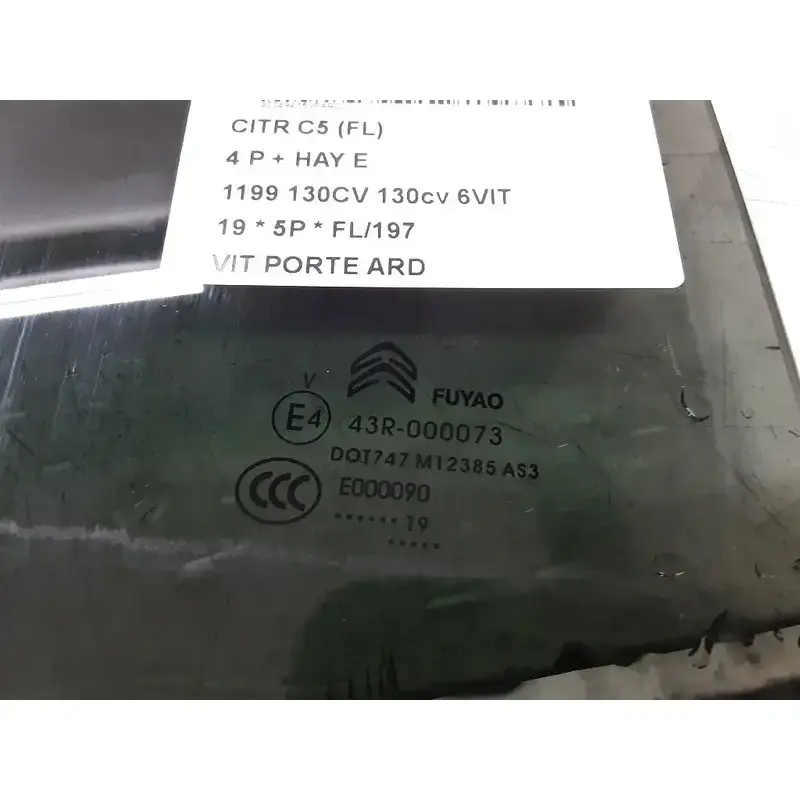 CITR C5 (FL)
4 P + HAY E
1199 130CV 130cv 6VIT
19 * 5P * FL/197
VIT PORTE ARD
V
FUYAO
E4 43R-000073
DOT747 M12385 AS3
CCC E000090
•••••• 19
•••••